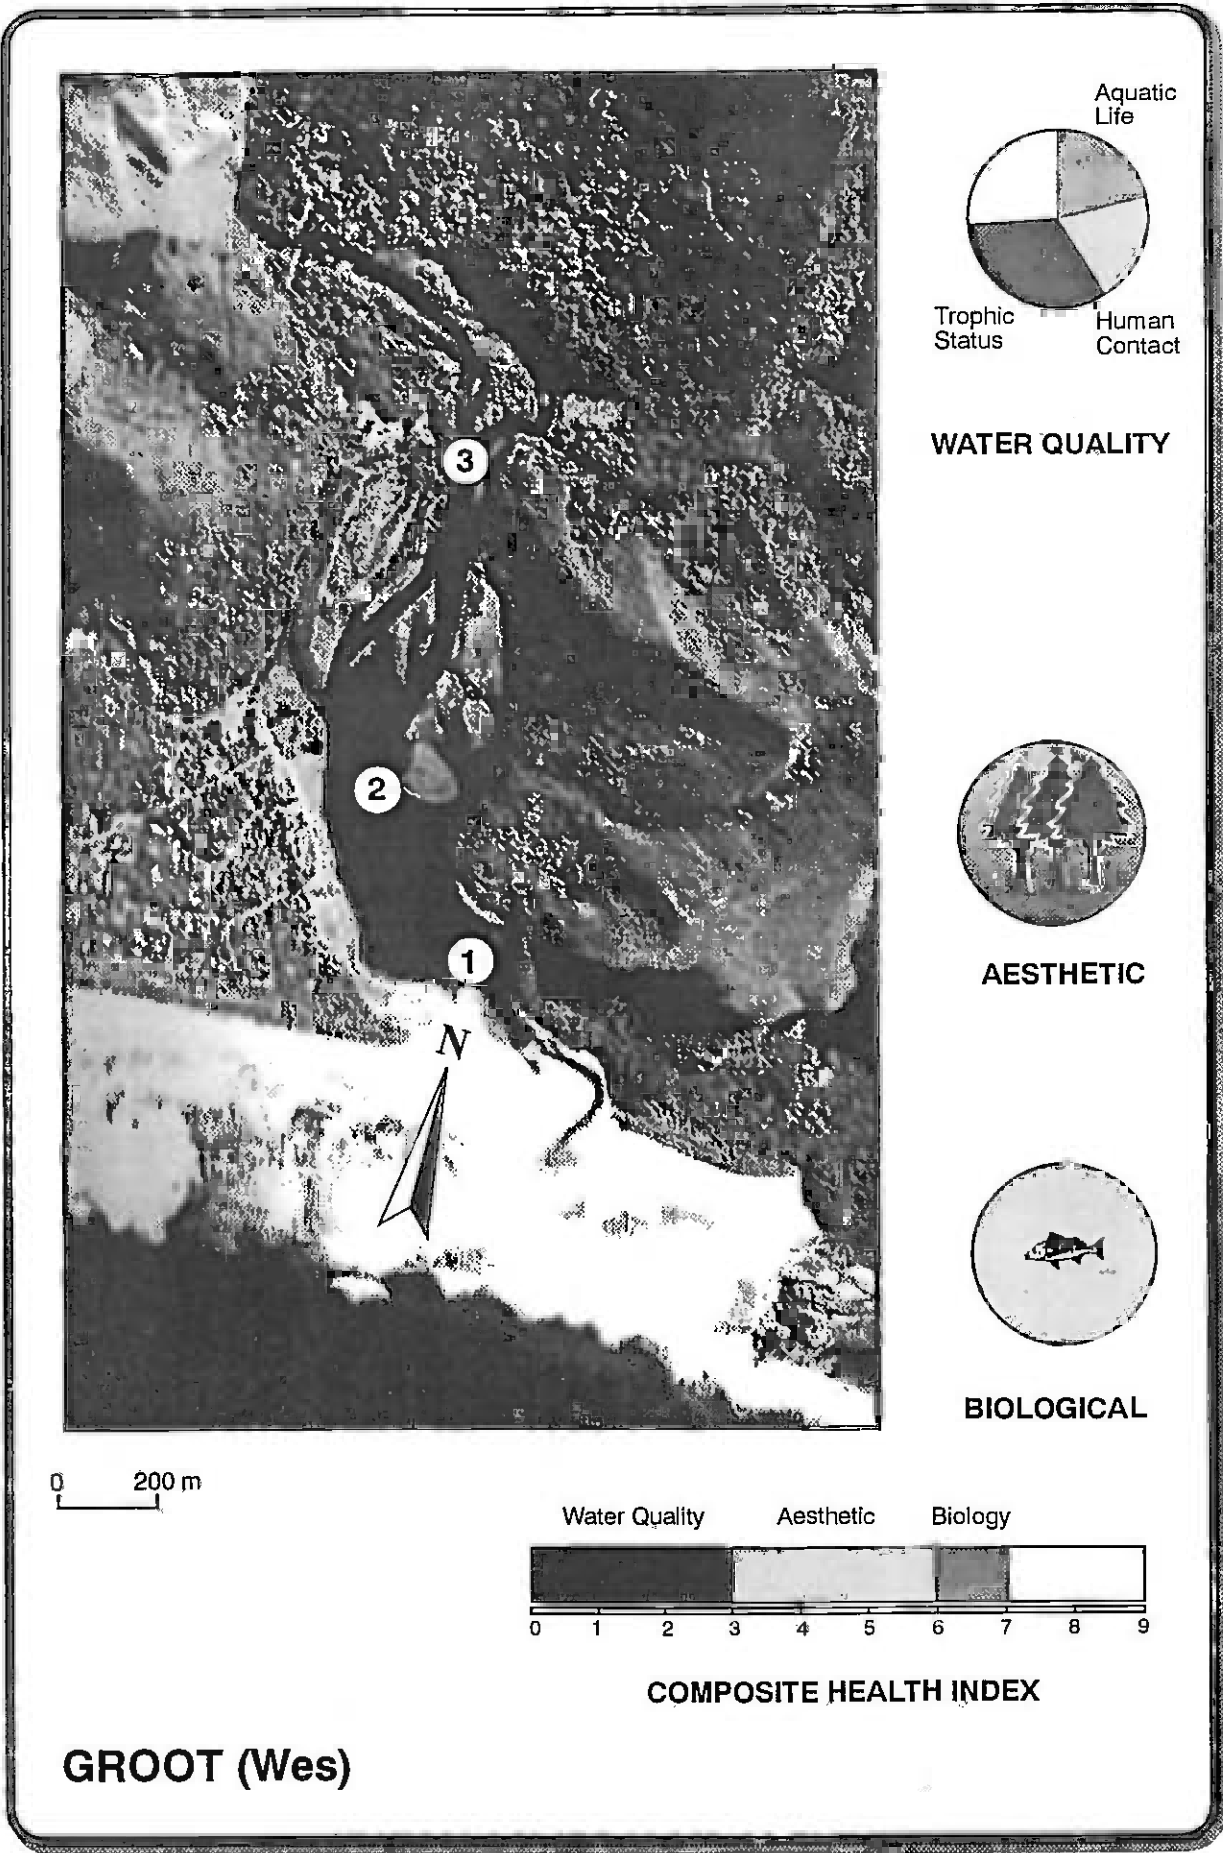 Aquatic
Life
Trophic
Status
Human
Contact
WATER QUALITY
3
2
1
N
AESTHETIC
BIOLOGICAL
0 200 m
Water Quality Aesthetic Biology
0 1 2 3 4 5 6 7 8 9
COMPOSITE HEALTH INDEX
GROOT (Wes)